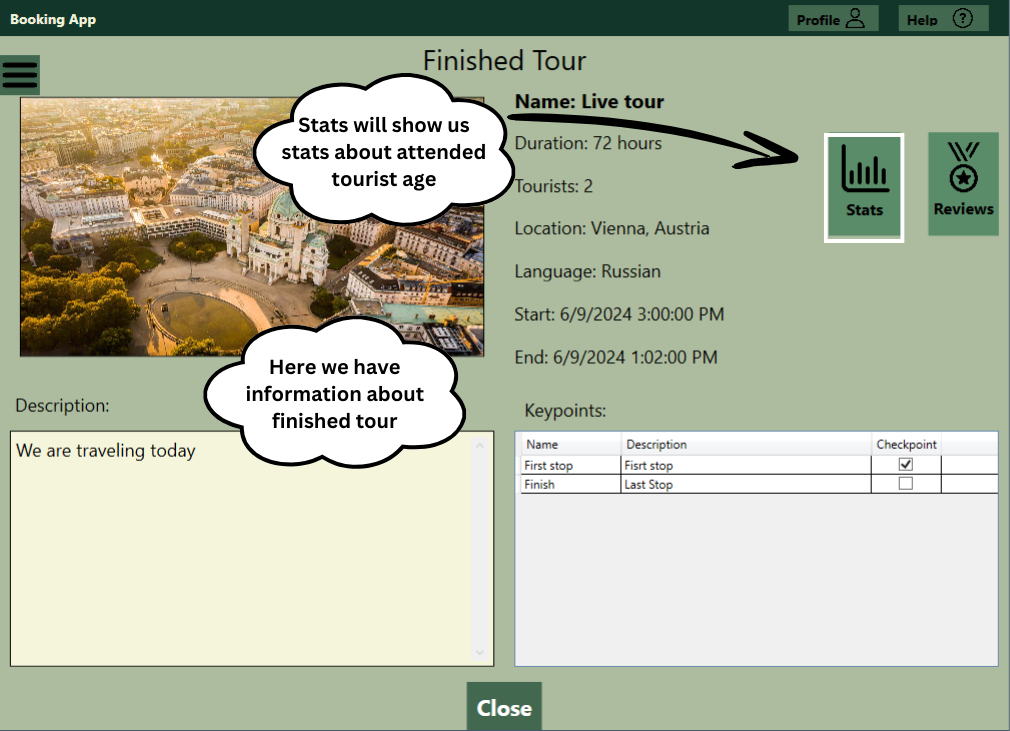 Booking App
Profile
Help
Finished Tour
Stats will show us
stats about attended
tourist age
Name: Live tour
Duration: 72 hours
Tourists: 2
Location: Vienna, Austria
Language: Russian
Start: 6/9/2024 3:00:00 PM
End: 6/9/2024 1:02:00 PM
Stats
Reviews
Here we have
information about
finished tour
Description:
We are traveling today
Keypoints:
Name Description Checkpoint
First stop Fisrt stop
Finish Last Stop
Close